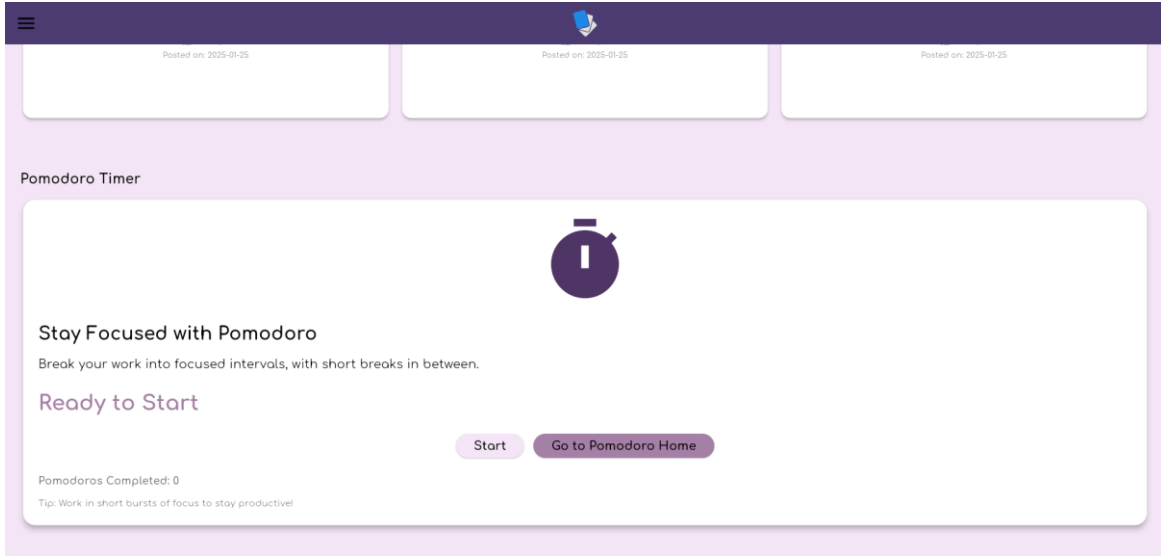 Posted on: 2025-01-25
Posted on: 2025-01-25
Posted on: 2025-01-25
Pomodoro Timer
Stay Focused with Pomodoro
Break your work into focused intervals, with short breaks in between.
Ready to Start
Start
Go to Pomodoro Home
Pomodoros Completed: 0
Tip: Work in short bursts of focus to stay productive!